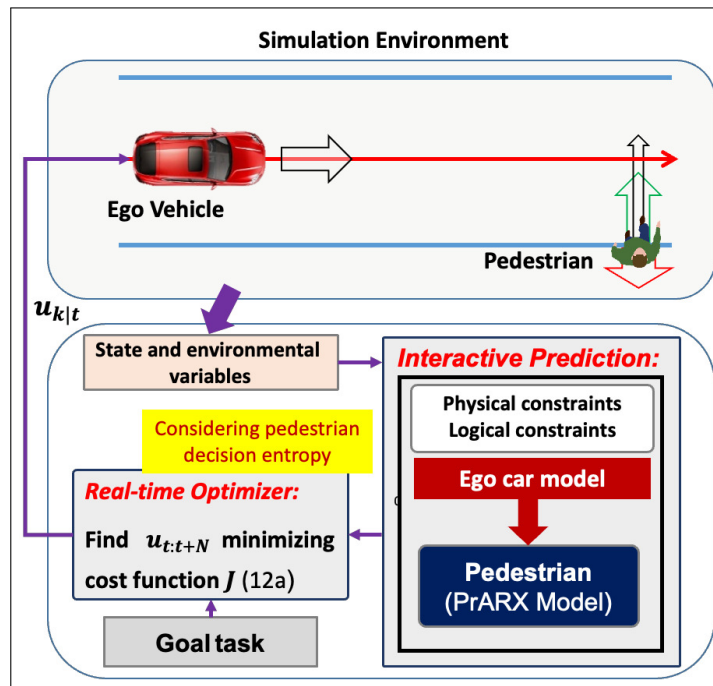 Simulation Environment
Ego Vehicle
Pedestrian
u_{k|t}
State and environmental
variables
Interactive Prediction:
Physical constraints
Logical constraints
Considering pedestrian
decision entropy
Ego car model
Real-time Optimizer:
Find u_{t:t+N} minimizing
cost function J (12a)
Pedestrian
(PrARX Model)
Goal task